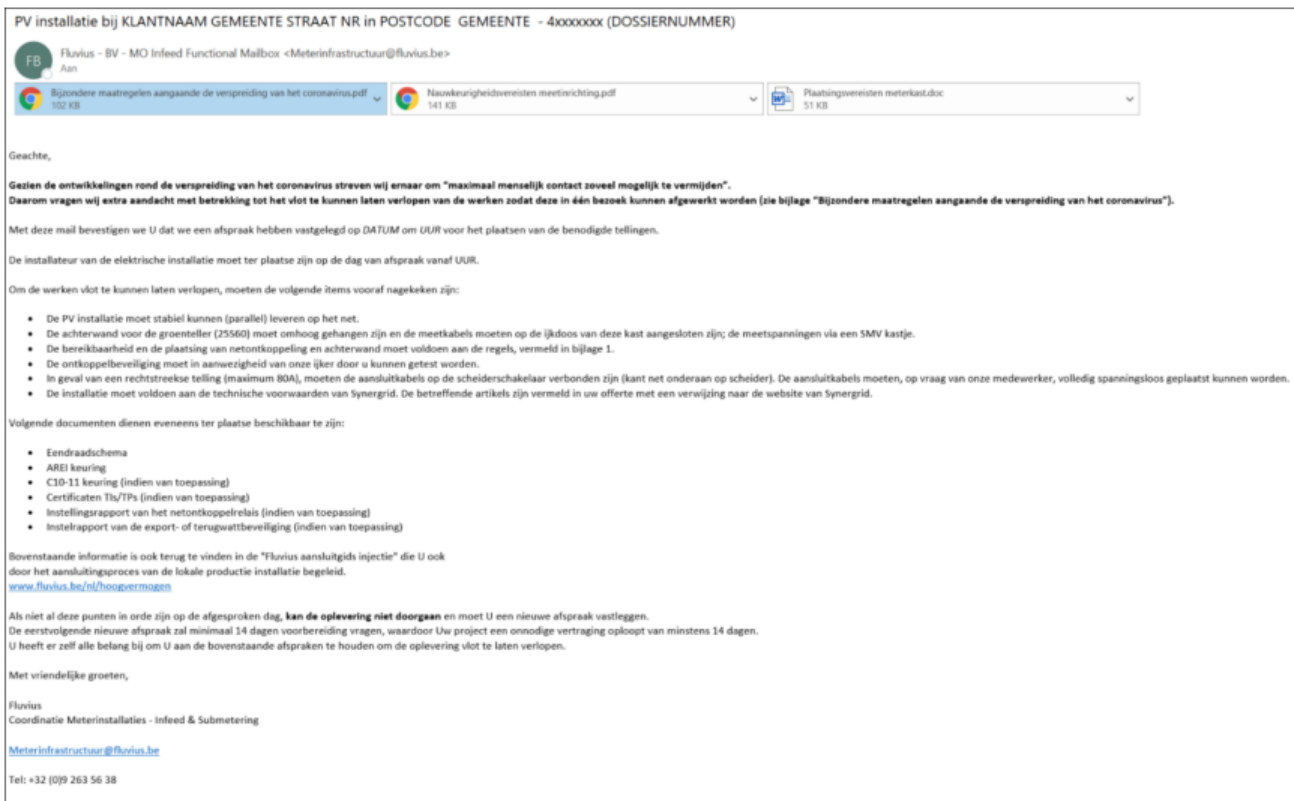 PV installatie bij KLANTNAAM GEMEENTE STRAAT NR in POSTCODE GEMEENTE - 4xxxxxxx (DOSSIERNUMMER)
FB
Fluvius - BV - MO Infeed Functional Mailbox <Meterinfrastructuur@fluvius.be>
Aan
Bijzondere maatregelen aangaande de verspreiding van het coronavirus.pdf
102 KB
Nauwkeurigheidsvereisten meetinrichting.pdf
141 KB
Plaatsingsvereisten meterkast.doc
51 KB
Geachte,
Gezien de ontwikkelingen rond de verspreiding van het coronavirus streven wij ernaar om "maximaal menselijk contact zoveel mogelijk te vermijden".
Daarom vragen wij extra aandacht met betrekking tot het vlot te kunnen laten verlopen van de werken zodat deze in één bezoek kunnen afgewerkt worden (zie bijlage "Bijzondere maatregelen aangaande de verspreiding van het coronavirus").
Met deze mail bevestigen we U dat we een afspraak hebben vastgelegd op DATUM om UUR voor het plaatsen van de benodigde tellingen.
De installateur van de elektrische installatie moet ter plaatse zijn op de dag van afspraak vanaf UUR.
Om de werken vlot te kunnen laten verlopen, moeten de volgende items vooraf nagekeken zijn:
• De PV installatie moet stabiel kunnen (parallel) leveren op het net.
• De achterwand voor de groenteller (25S60) moet omhoog gehangen zijn en de meetkabels moeten op de ijkdoos van deze kast aangesloten zijn; de meetspanningen via een SMV kastje.
• De bereikbaarheid en de plaatsing van netontkoppeling en achterwand moet voldoen aan de regels, vermeld in bijlage 1.
• De ontkoppelbeveiliging moet in aanwezigheid van onze ijker door u kunnen getest worden.
• In geval van een rechtstreekse telling (maximum 80A), moeten de aansluitkabels op de scheiderschakelaar verbonden zijn (kant net onderaan op scheider). De aansluitkabels moeten, op vraag van onze medewerker, volledig spanningsloos geplaatst kunnen worden.
• De installatie moet voldoen aan de technische voorwaarden van Synergrid. De betreffende artikels zijn vermeld in uw offerte met een verwijzing naar de website van Synergrid.
Volgende documenten dienen eveneens ter plaatse beschikbaar te zijn:
• Eendraadschema
• AREI keuring
• C10-11 keuring (indien van toepassing)
• Certificaten TIs/TPs (indien van toepassing)
• Instellingsrapport van het netontkoppelrelais (indien van toepassing)
• Instelrapport van de export- of terugwattbeveiliging (indien van toepassing)
Bovenstaande informatie is ook terug te vinden in de "Fluvius aansluitgids injectie" die U ook
door het aansluitingsproces van de lokale productie installatie begeleid.
www.fluvius.be/nl/hoogvermogen
Als niet al deze punten in orde zijn op de afgesproken dag, kan de oplevering niet doorgaan en moet U een nieuwe afspraak vastleggen.
De eerstvolgende nieuwe afspraak zal minimaal 14 dagen voorbereiding vragen, waardoor Uw project een onnodige vertraging oploopt van minstens 14 dagen.
U heeft er zelf alle belang bij om U aan de bovenstaande afspraken te houden om de oplevering vlot te laten verlopen.
Met vriendelijke groeten,
Fluvius
Coordinatie Meterinstallaties - Infeed & Submetering
Meterinfrastructuur@fluvius.be
Tel: +32 (0)9 263 56 38